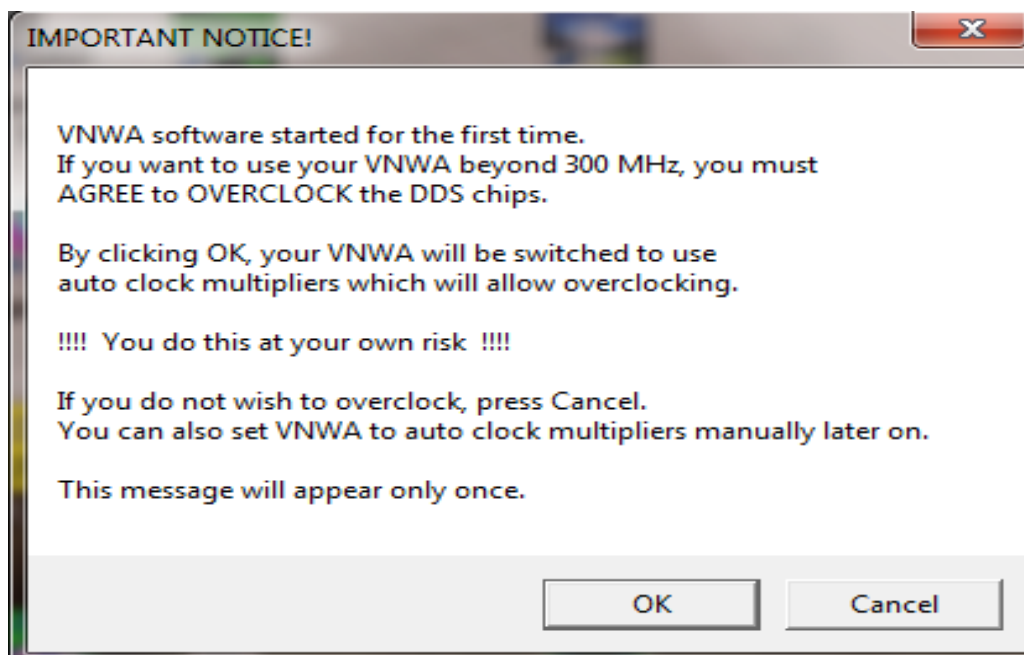 IMPORTANT NOTICE!
VNWA software started for the first time.
If you want to use your VNWA beyond 300 MHz, you must
AGREE to OVERCLOCK the DDS chips.
By clicking OK, your VNWA will be switched to use
auto clock multipliers which will allow overclocking.
!!!! You do this at your own risk !!!!
If you do not wish to overclock, press Cancel.
You can also set VNWA to auto clock multipliers manually later on.
This message will appear only once.
OK
Cancel